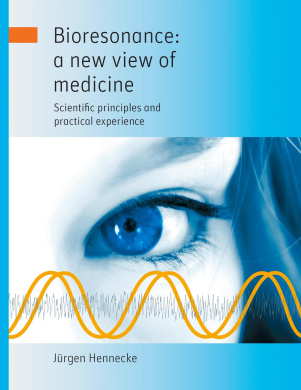 Bioresonance:
a new view of
medicine
Scientific principles and
practical experience
Jürgen Hennecke